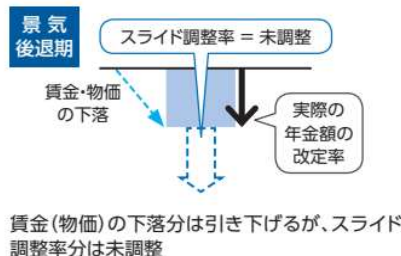 景気
後退期
スライド調整率 = 未調整
賃金・物価
の下落
実際の
年金額の
改定率
賃金(物価)の下落分は引き下げるが、スライド
調整率分は未調整